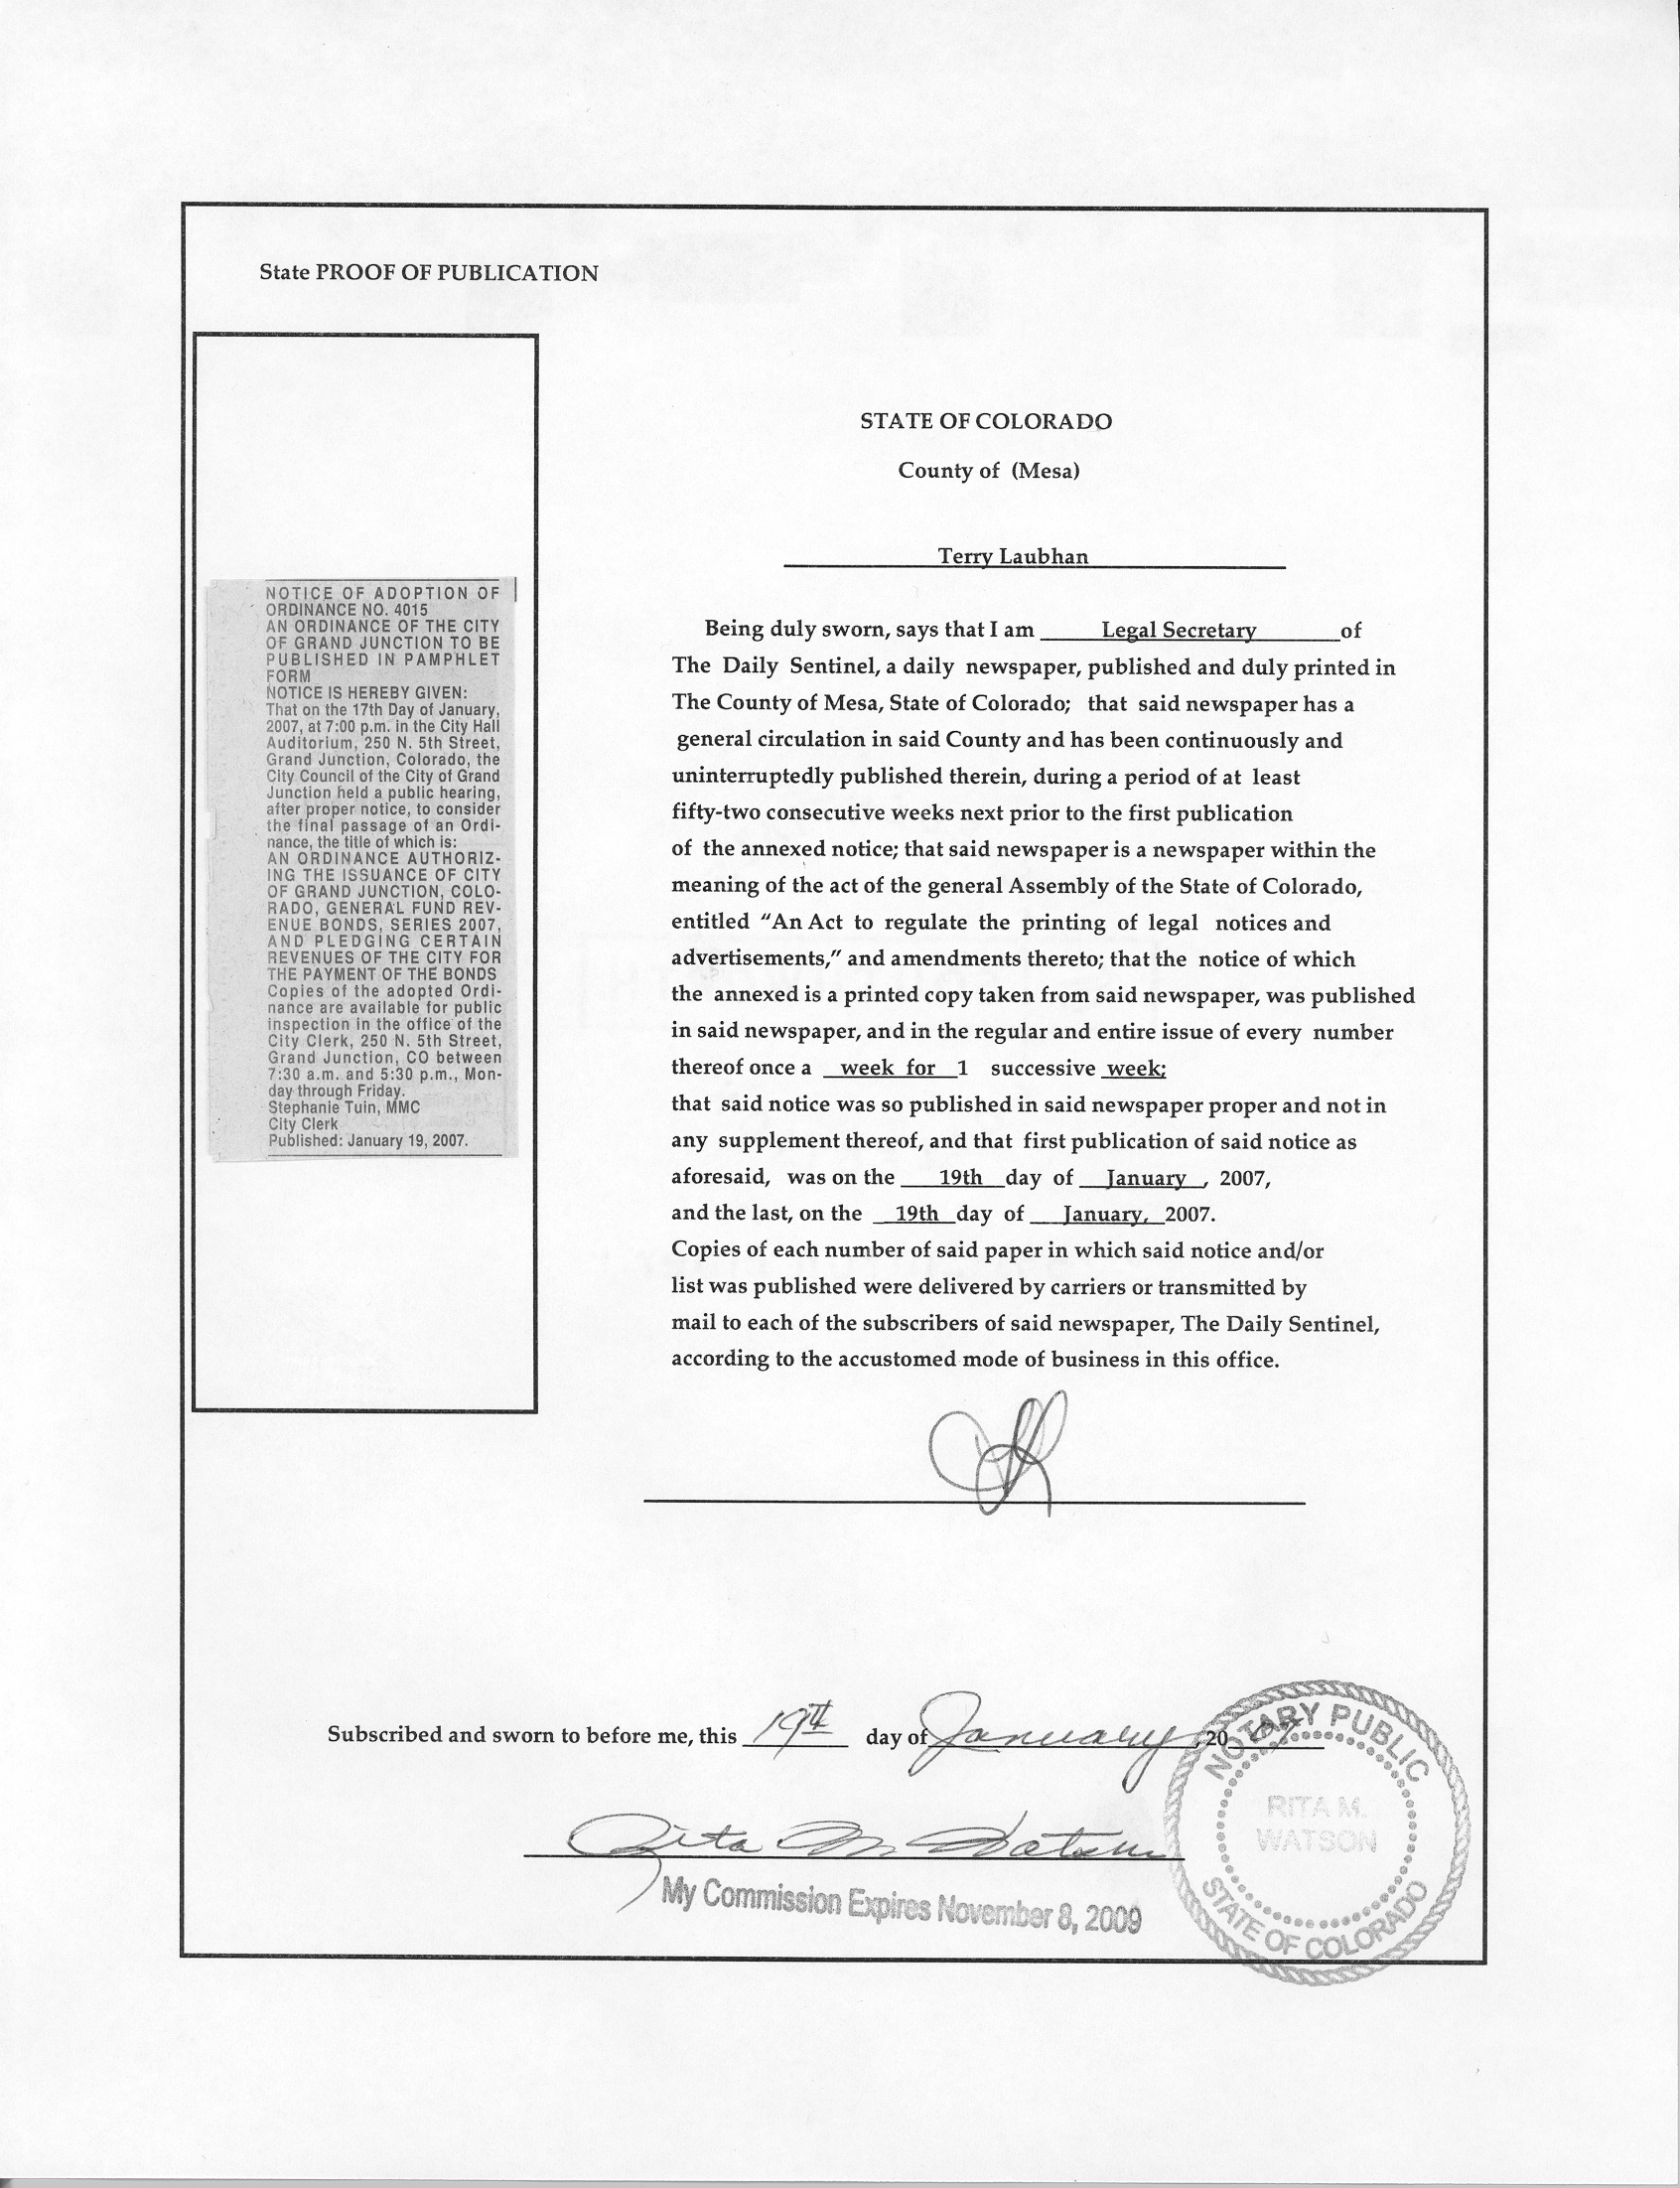 State PROOF OF PUBLICATION
NOTICE OF ADOPTION OF
ORDINANCE NO. 4015
AN ORDINANCE OF THE CITY
OF GRAND JUNCTION TO BE
PUBLISHED IN PAMPHLET
FORM
NOTICE IS HEREBY GIVEN:
That on the 17th Day of January,
2007, at 7:00 p.m. in the City Hall
Auditorium, 250 N. 5th Street,
Grand Junction, Colorado, the
City Council of the City of Grand
Junction held a public hearing,
after proper notice, to consider
the final passage of an Ordi-
nance, the title of which is:
AN ORDINANCE AUTHORIZ-
ING THE ISSUANCE OF CITY
OF GRAND JUNCTION, COLO-
RADO, GENERAL FUND REV-
ENUE BONDS, SERIES 2007,
AND PLEDGING CERTAIN
REVENUES OF THE CITY FOR
THE PAYMENT OF THE BONDS
Copies of the adopted Ordi-
nance are available for public
inspection in the office of the
City Clerk, 250 N. 5th Street,
Grand Junction, CO between
7:30 a.m. and 5:30 p.m., Mon-
day through Friday.
Stephanie Tuin, MMC
City Clerk
Published: January 19, 2007.
STATE OF COLORADO
County of (Mesa)
Terry Laubhan
Being duly sworn, says that I am Legal Secretary of
The Daily Sentinel, a daily newspaper, published and duly printed in
The County of Mesa, State of Colorado; that said newspaper has a
general circulation in said County and has been continuously and
uninterruptedly published therein, during a period of at least
fifty-two consecutive weeks next prior to the first publication
of the annexed notice; that said newspaper is a newspaper within the
meaning of the act of the general Assembly of the State of Colorado,
entitled “An Act to regulate the printing of legal notices and
advertisements,” and amendments thereto; that the notice of which
the annexed is a printed copy taken from said newspaper, was published
in said newspaper, and in the regular and entire issue of every number
thereof once a week for 1 successive week;
that said notice was so published in said newspaper proper and not in
any supplement thereof, and that first publication of said notice as
aforesaid, was on the 19th day of January, 2007,
and the last, on the 19th day of January, 2007.
Copies of each number of said paper in which said notice and/or
list was published were delivered by carriers or transmitted by
mail to each of the subscribers of said newspaper, The Daily Sentinel,
according to the accustomed mode of business in this office.
Subscribed and sworn to before me, this 19th day of January, 2007
Rita M Watson
My Commission Expires November 8, 2009
NOTARY PUBLIC
RITA M.
WATSON
STATE OF COLORADO